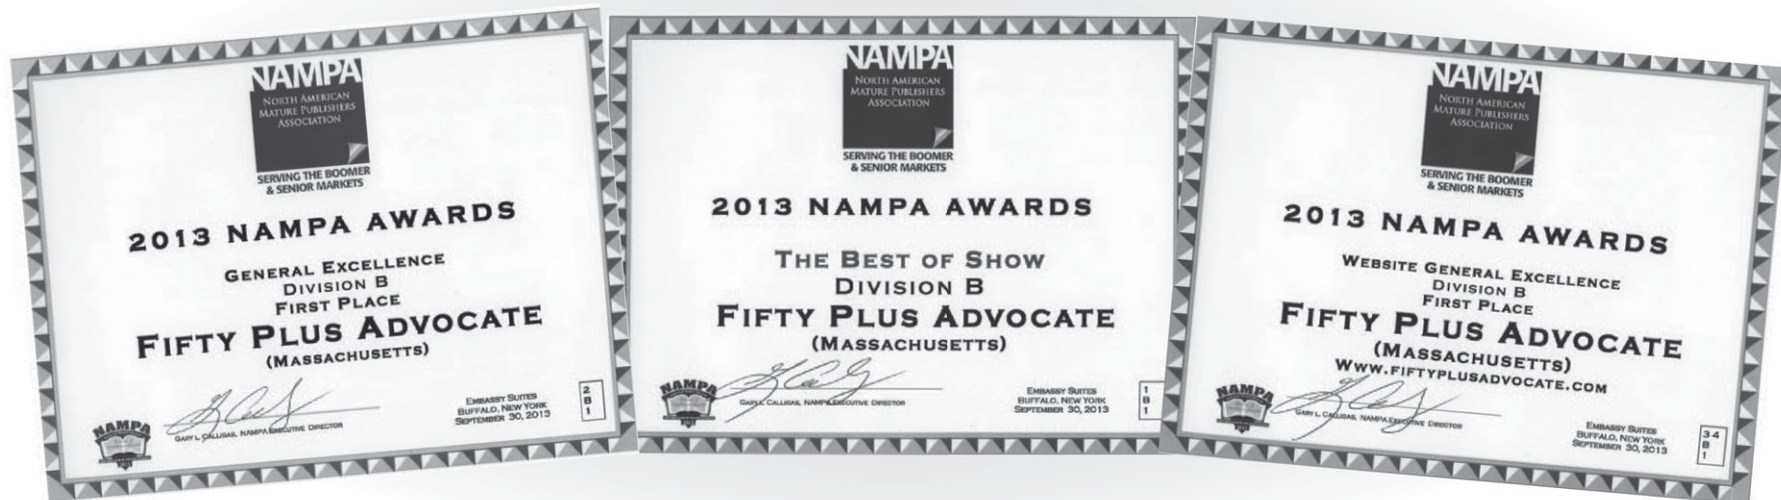 NAMPA
NORTH AMERICAN
MATURE PUBLISHERS
ASSOCIATION
SERVING THE BOOMER
& SENIOR MARKETS
2013 NAMPA AWARDS
GENERAL EXCELLENCE
DIVISION B
FIRST PLACE
FIFTY PLUS ADVOCATE
(MASSACHUSETTS)
GARY L. CALLIGAS, NAMPA EXECUTIVE DIRECTOR
EMBASSY SUITES
BUFFALO, NEW YORK
SEPTEMBER 30, 2013
2
B
1
NAMPA
NAMPA
NORTH AMERICAN
MATURE PUBLISHERS
ASSOCIATION
SERVING THE BOOMER
& SENIOR MARKETS
2013 NAMPA AWARDS
THE BEST OF SHOW
DIVISION B
FIFTY PLUS ADVOCATE
(MASSACHUSETTS)
NAMPA
GARY L. CALLIGAS, NAMPA EXECUTIVE DIRECTOR
EMBASSY SUITES
BUFFALO, NEW YORK
SEPTEMBER 30, 2013
1
B
1
NAMPA
NORTH AMERICAN
MATURE PUBLISHERS
ASSOCIATION
SERVING THE BOOMER
& SENIOR MARKETS
2013 NAMPA AWARDS
WEBSITE GENERAL EXCELLENCE
DIVISION B
FIRST PLACE
FIFTY PLUS ADVOCATE
(MASSACHUSETTS)
WWW.FIFTYPLUSADVOCATE.COM
NAMPA
GARY L. CALLIGAS, NAMPA EXECUTIVE DIRECTOR
EMBASSY SUITES
BUFFALO, NEW YORK
SEPTEMBER 30, 2013
34
B
1